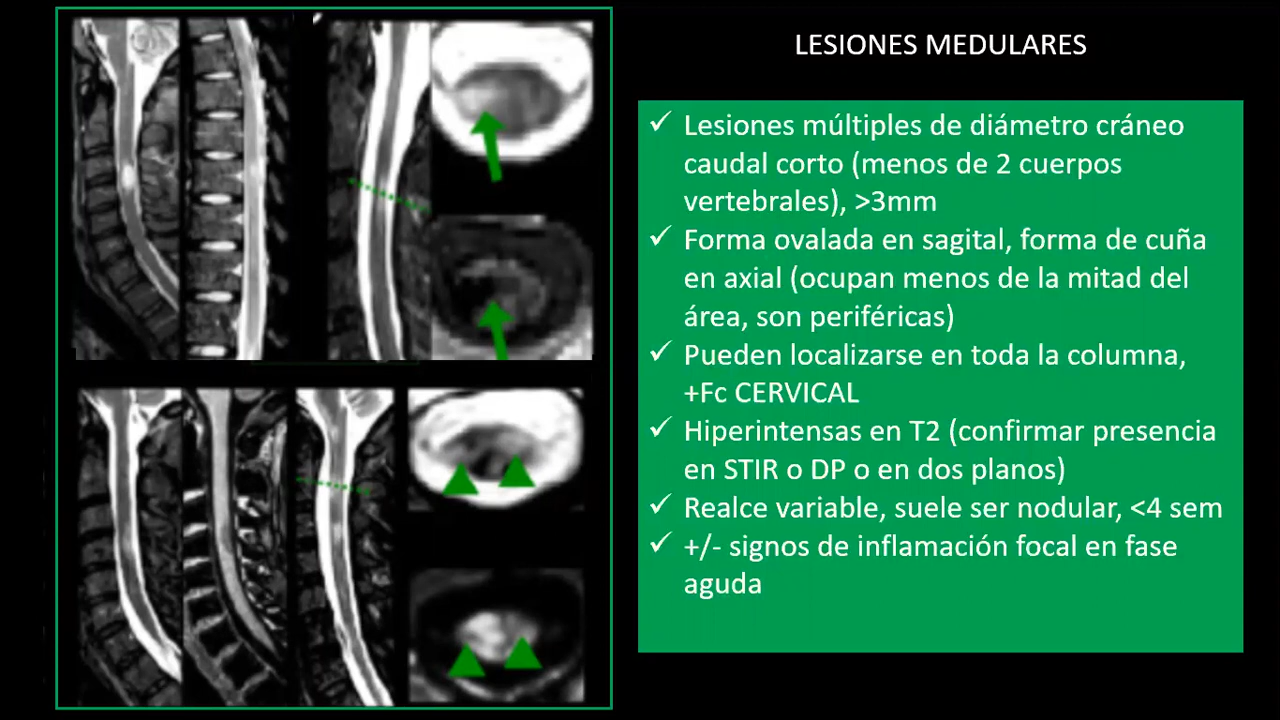 LESIONES MEDULARES
✓ Lesiones múltiples de diámetro cráneo
caudal corto (menos de 2 cuerpos
vertebrales), >3mm
✓ Forma ovalada en sagital, forma de cuña
en axial (ocupan menos de la mitad del
área, son periféricas)
✓ Pueden localizarse en toda la columna,
+Fc CERVICAL
✓ Hiperintensas en T2 (confirmar presencia
en STIR o DP o en dos planos)
✓ Realce variable, suele ser nodular, <4 sem
✓ +/- signos de inflamación focal en fase
aguda